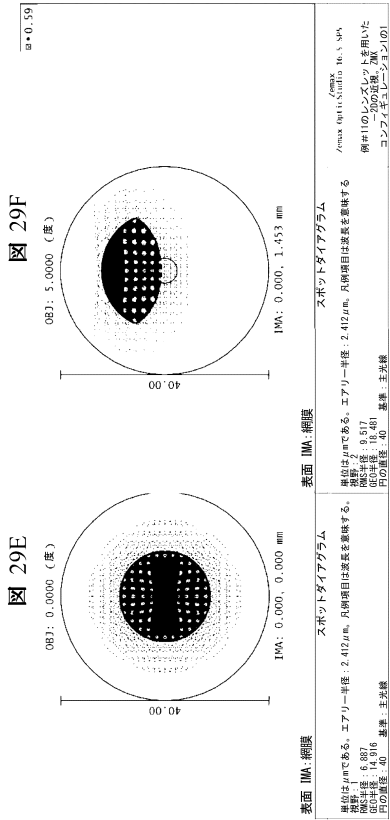 図 29E
OBJ: 0.0000 (度)
40.00
IMA: 0.000, 0.000 mm
表面 IMA:網膜
スポットダイアグラム
単位はμmである。エアリー半径:2.412μm。凡例項目は波長を意味する。
視野:1
RMS半径:6.887
GEO半径:14.916
円の直径:40 基準:主光線
図 29F
OBJ: 5.0000 (度)
40.00
IMA: 0.000, 1.453 mm
0.59
表面 IMA:網膜
スポットダイアグラム
単位はμmである。エアリー半径:2.412μm。凡例項目は波長を意味する
視野:2
RMS半径:9.517
GEO半径:18.481
円の直径:40 基準:主光線
Zemax
Zemax OpticStudio 16.5 SP5
例#11のレンズレットを用いた
-2Dの近視。ZMX
コンフィギュレーション1の1